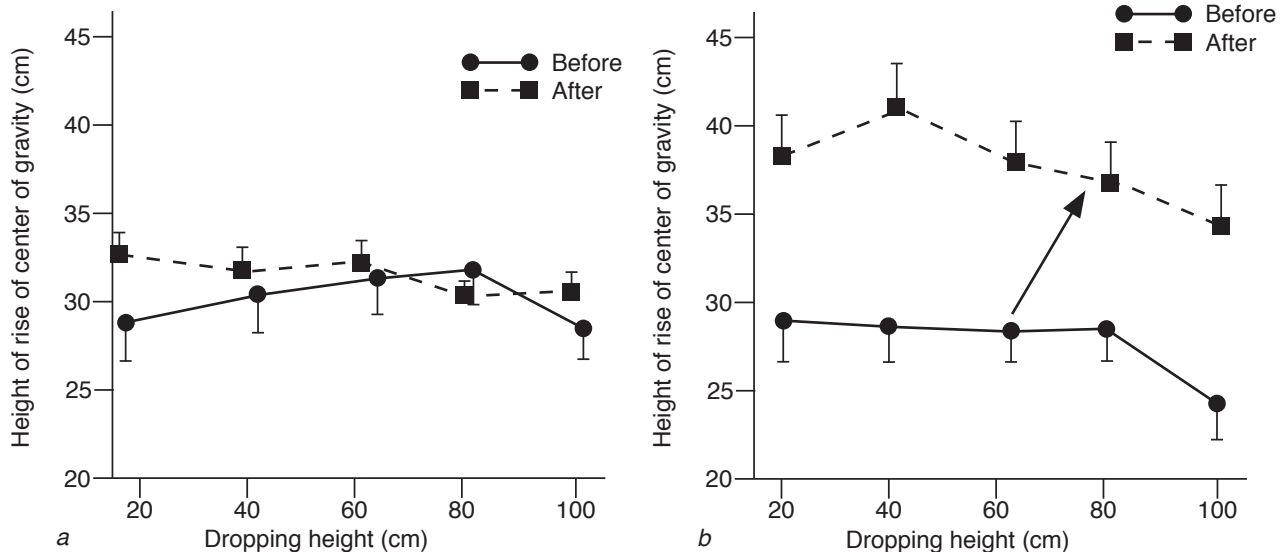 Height of rise of center of gravity (cm)
45
40
35
30
25
20
Before
After
20
40
60
80
100
a
Dropping height (cm)
Height of rise of center of gravity (cm)
45
40
35
30
25
20
Before
After
20
40
60
80
100
b
Dropping height (cm)